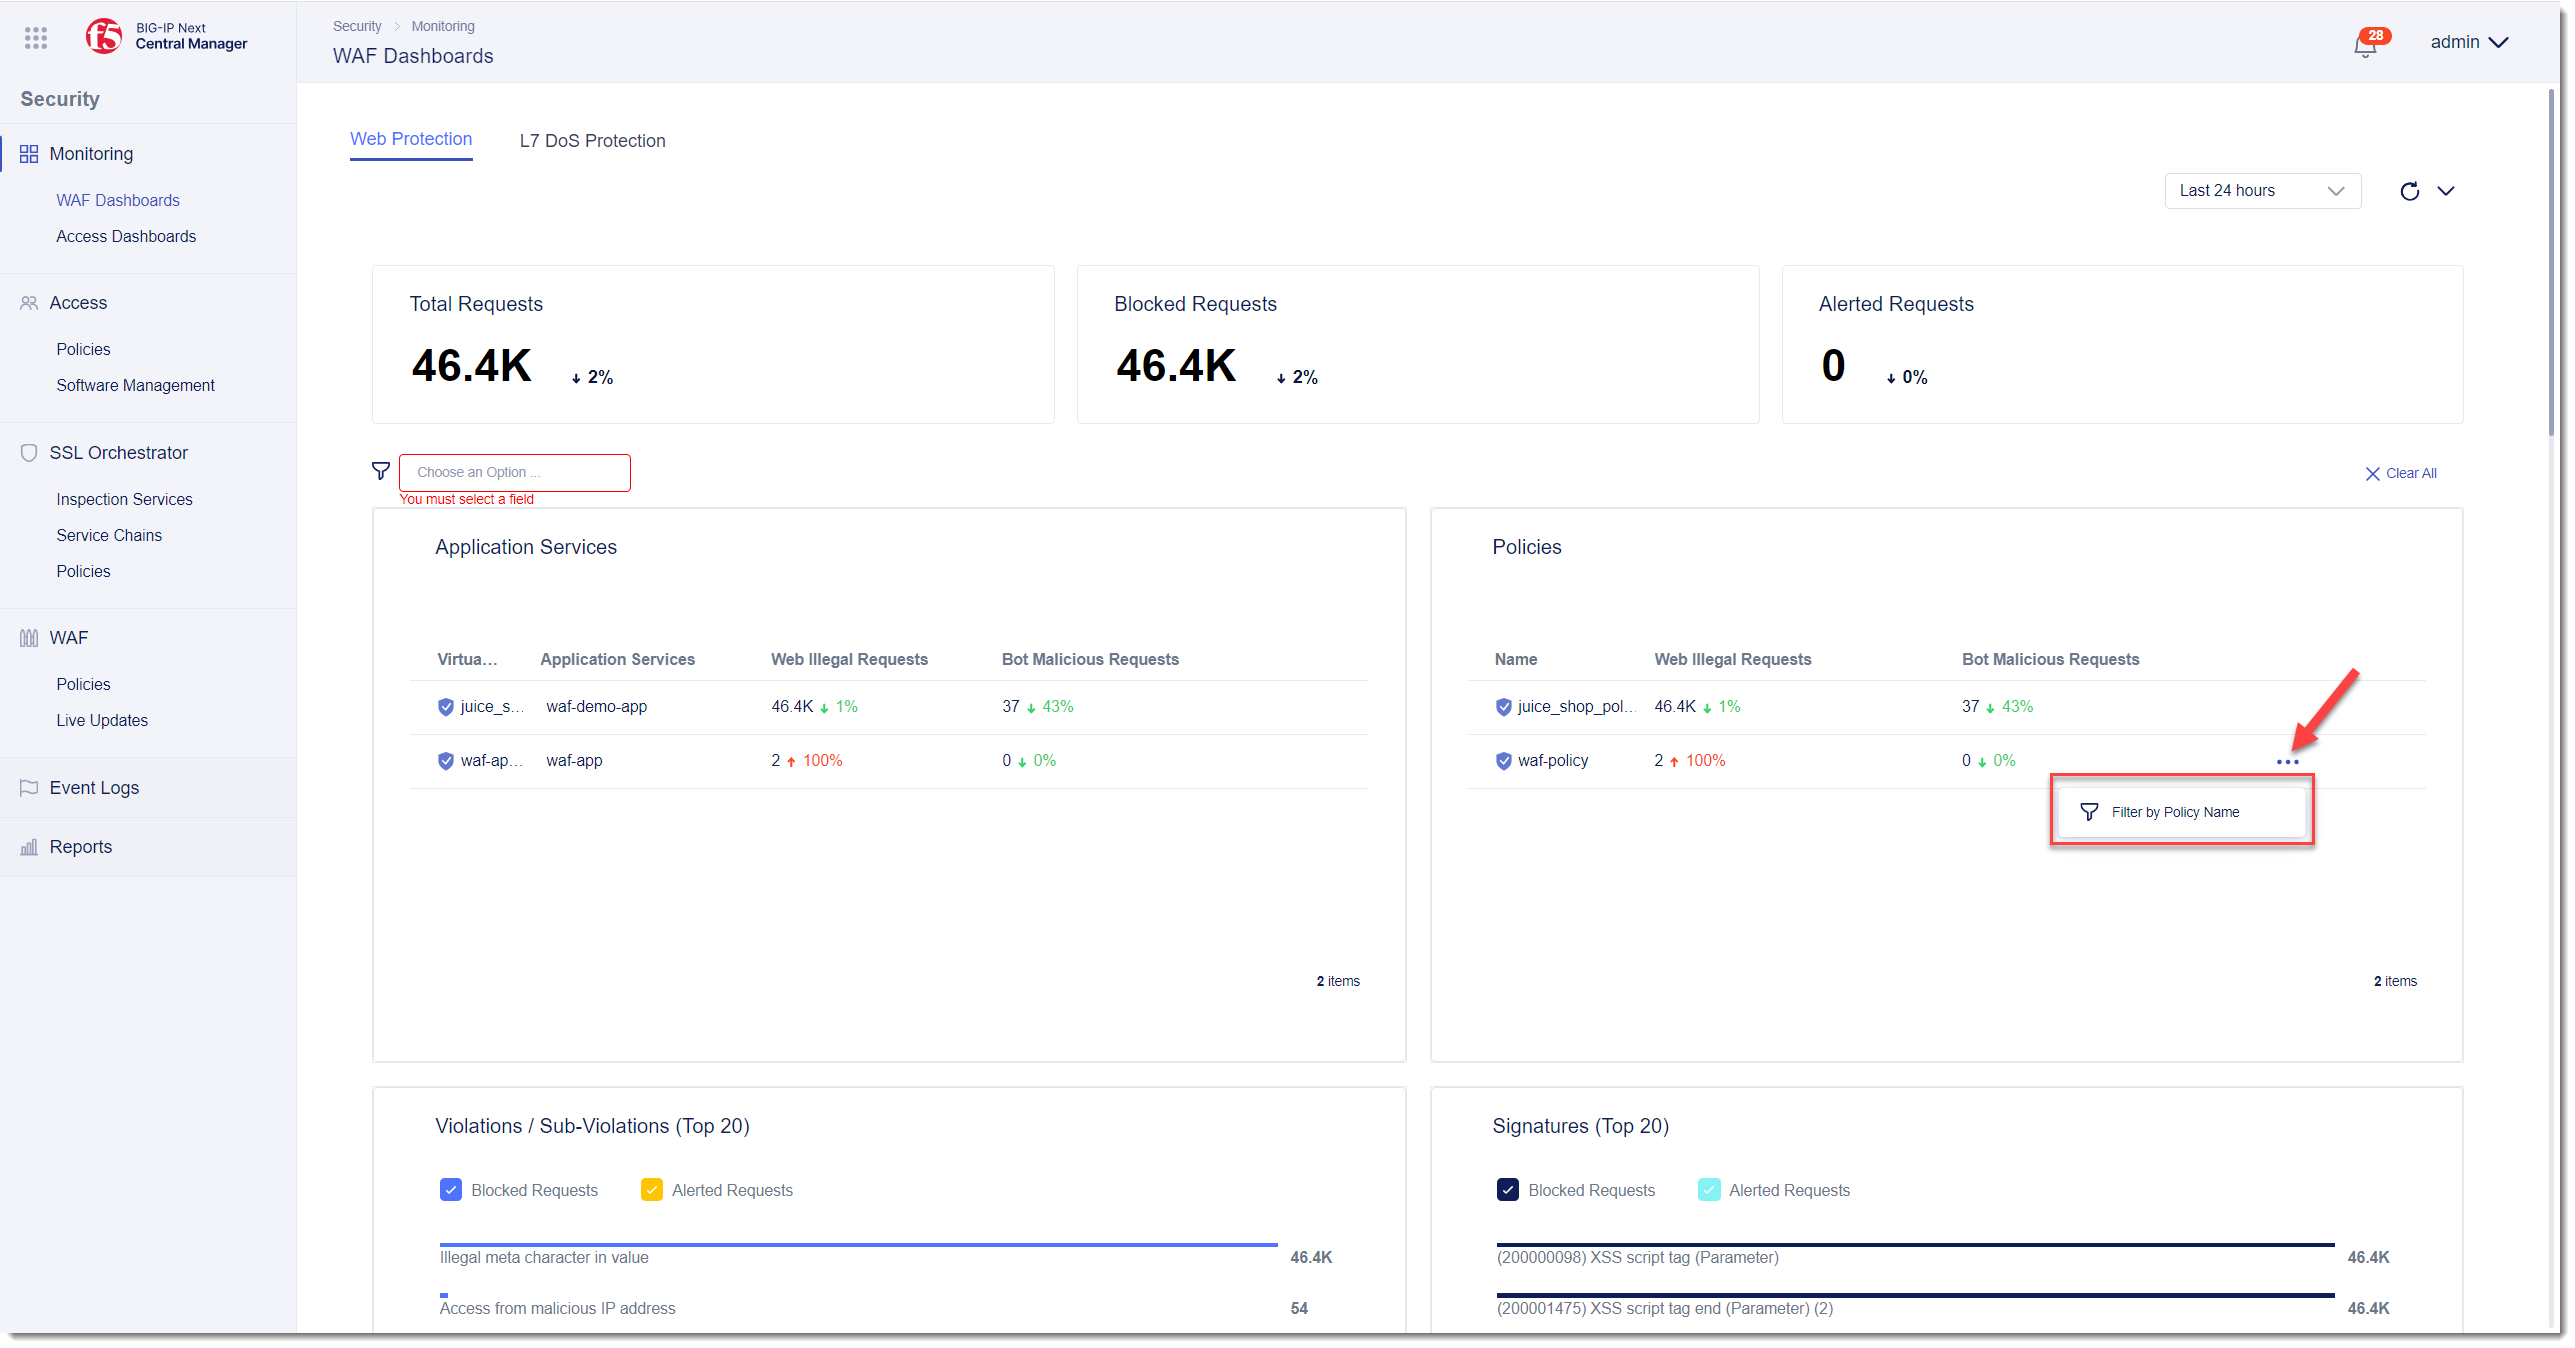 BIG-IP Next
Central Manager
Security > Monitoring
WAF Dashboards
28
admin
Security
Monitoring
WAF Dashboards
Access Dashboards
Access
Policies
Software Management
SSL Orchestrator
Inspection Services
Service Chains
Policies
WAF
Policies
Live Updates
Event Logs
Reports
Web Protection L7 DoS Protection
Last 24 hours
Total Requests
46.4K 2%
Blocked Requests
46.4K 2%
Alerted Requests
0 0%
Choose an Option ...
You must select a field
Clear All
Application Services
Virtua... Application Services Web Illegal Requests Bot Malicious Requests
juice_s... waf-demo-app 46.4K 1% 37 43%
waf-ap... waf-app 2 100% 0 0%
2 items
Policies
Name Web Illegal Requests Bot Malicious Requests
juice_shop_pol... 46.4K 1% 37 43%
waf-policy 2 100% 0 0%
Filter by Policy Name
2 items
Violations / Sub-Violations (Top 20)
Blocked Requests Alerted Requests
Illegal meta character in value 46.4K
Access from malicious IP address 54
Signatures (Top 20)
Blocked Requests Alerted Requests
(200000098) XSS script tag (Parameter) 46.4K
(200001475) XSS script tag end (Parameter) (2) 46.4K